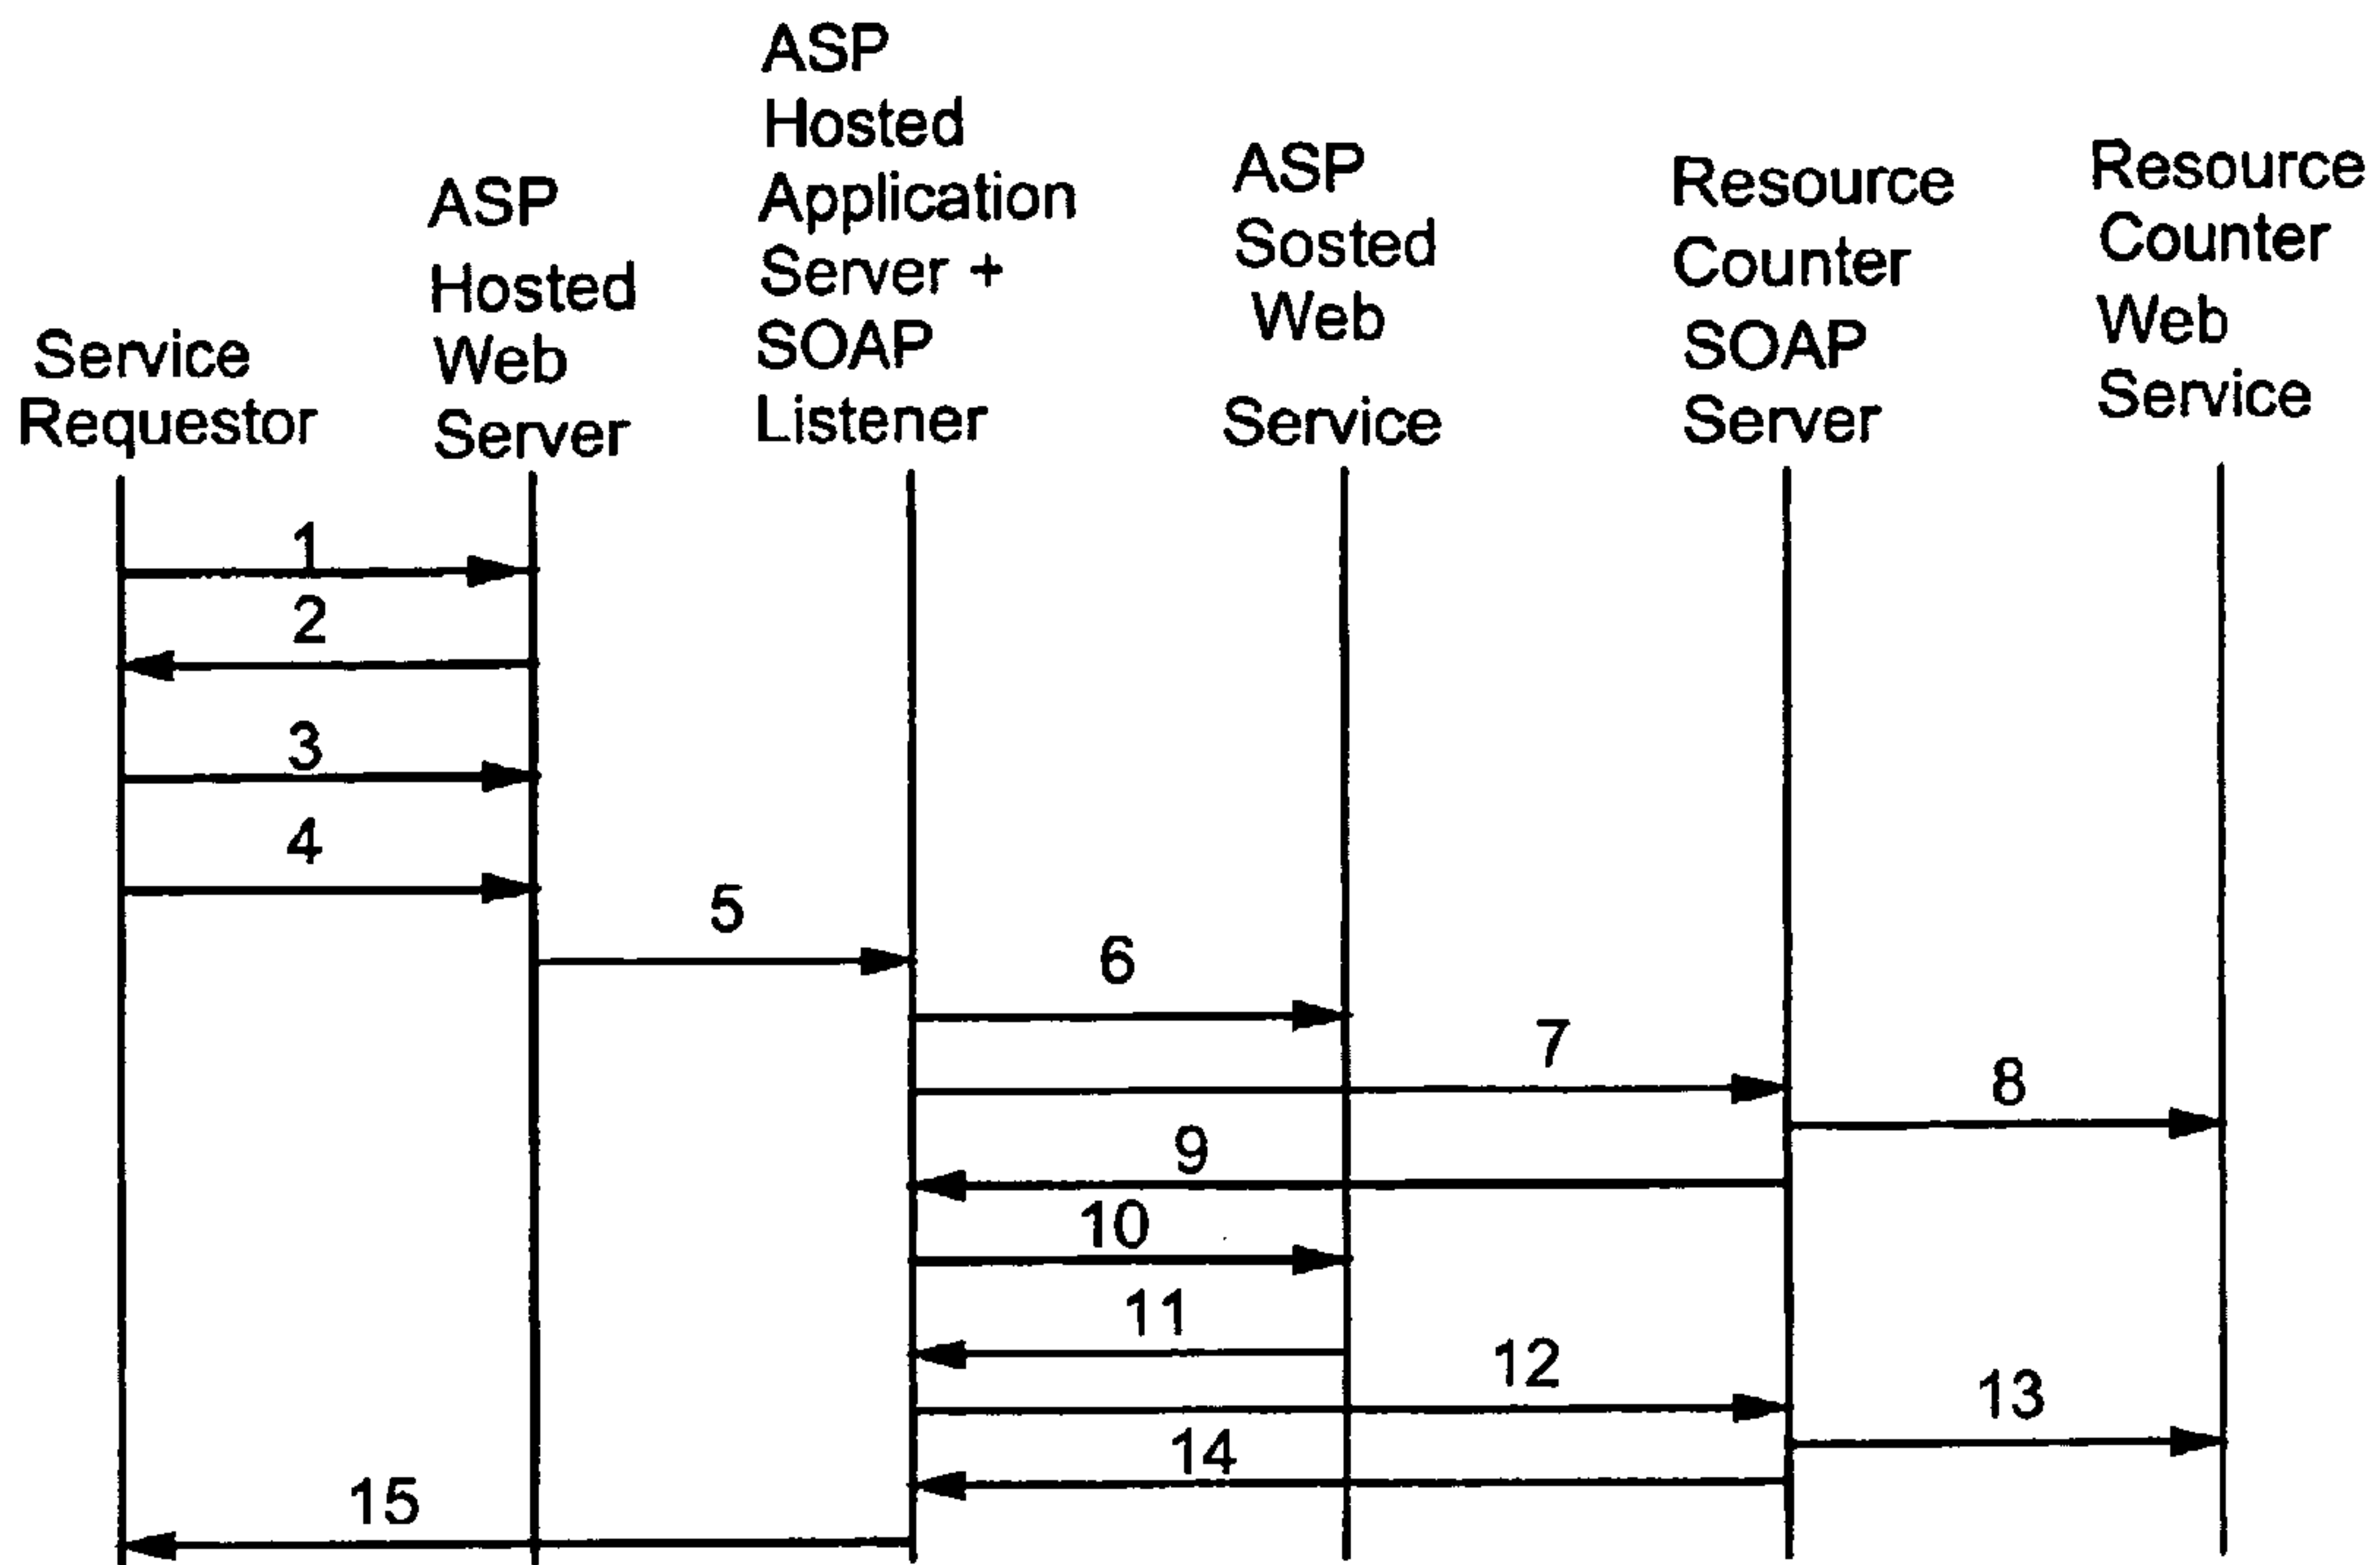 Service
Requestor
ASP
Hosted
Web
Server
ASP
Hosted
Application
Server +
SOAP
Listener
ASP
Sosted
Web
Service
Resource
Counter
SOAP
Server
Resource
Counter
Web
Service
1
2
3
4
5
6
7
8
9
10
11
12
13
14
15